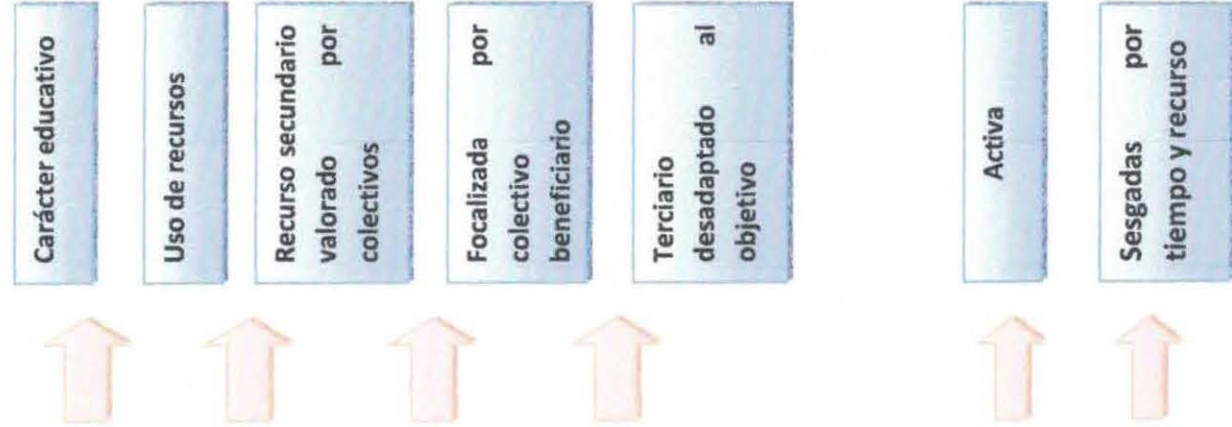 Carácter educativo
Uso de recursos
Recurso secundario
valorado por
colectivos
Focalizada por
colectivo
beneficiario
Terciario
desadaptado al
objetivo
Activa
Sesgadas por
tiempo y recurso